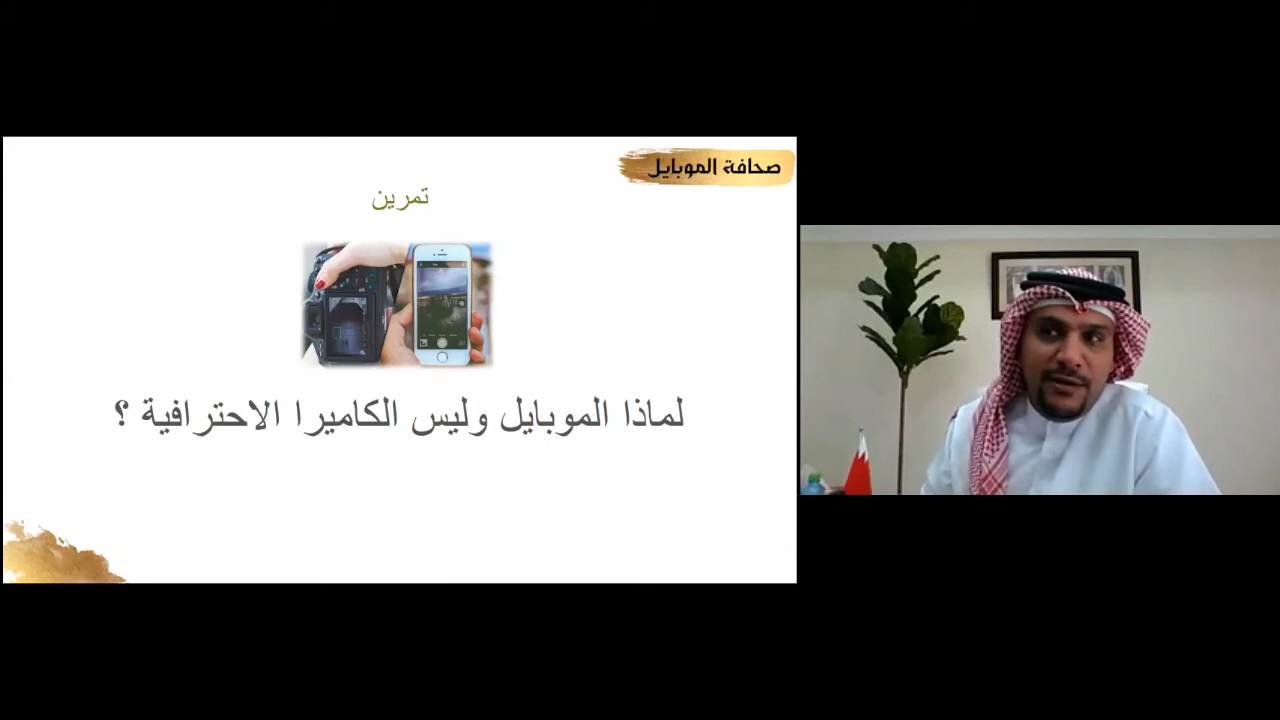 صحافة الموبايل
تمرين
لماذا الموبايل وليس الكاميرا الاحترافية ؟